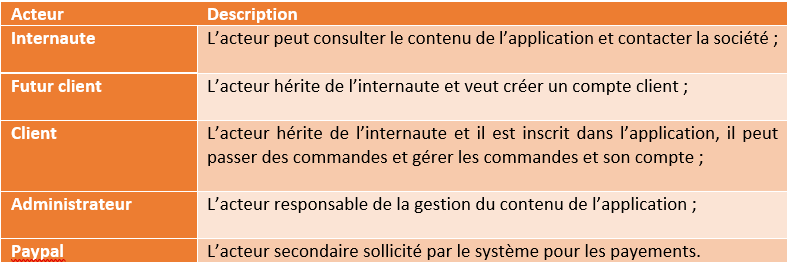 Acteur Description
Internaute L’acteur peut consulter le contenu de l’application et contacter la société ;
Futur client L’acteur hérite de l’internaute et veut créer un compte client ;
Client L’acteur hérite de l’internaute et il est inscrit dans l’application, il peut
passer des commandes et gérer les commandes et son compte ;
Administrateur L’acteur responsable de la gestion du contenu de l’application ;
Paypal L’acteur secondaire sollicité par le système pour les payements.